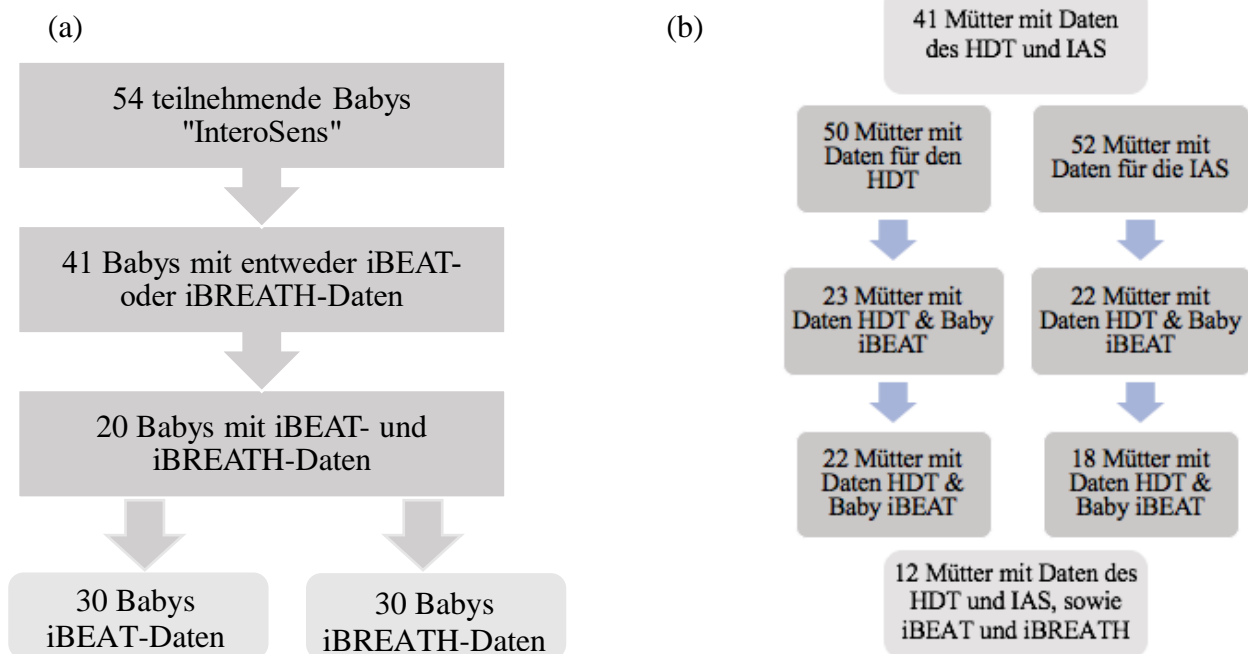 (a)
54 teilnehmende Babys
"InteroSens"
41 Babys mit entweder iBEAT-
oder iBREATH-Daten
20 Babys mit iBEAT- und
iBREATH-Daten
30 Babys
iBEAT-Daten
30 Babys
iBREATH-Daten
(b)
41 Mütter mit Daten
des HDT und IAS
50 Mütter mit
Daten für den
HDT
52 Mütter mit
Daten für die IAS
23 Mütter mit
Daten HDT & Baby
iBEAT
22 Mütter mit
Daten HDT & Baby
iBEAT
22 Mütter mit
Daten HDT &
Baby iBEAT
18 Mütter mit
Daten HDT &
Baby iBEAT
12 Mütter mit Daten des
HDT und IAS, sowie
iBEAT und iBREATH